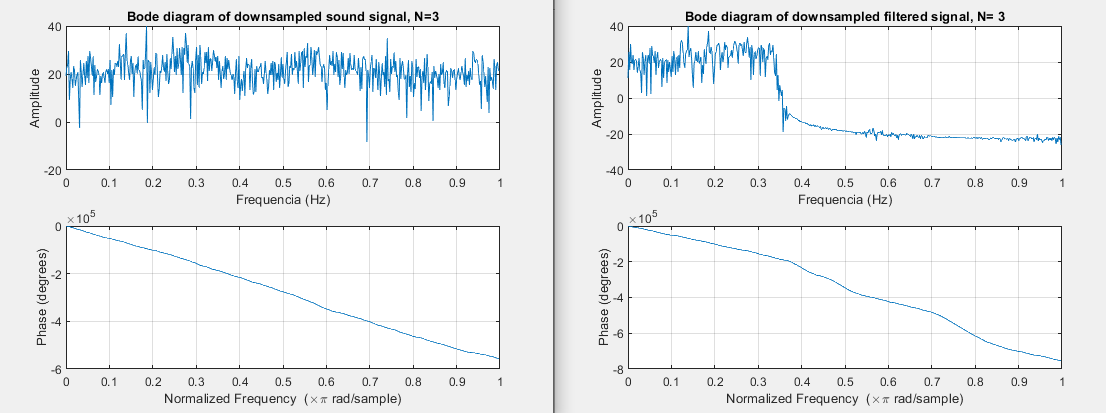 Bode diagram of downsampled sound signal, N=3
40
20
0
-20
Amplitude
0 0.1 0.2 0.3 0.4 0.5 0.6 0.7 0.8 0.9 1
Frequencia (Hz)
×10^5
0
-2
-4
-6
Phase (degrees)
0 0.1 0.2 0.3 0.4 0.5 0.6 0.7 0.8 0.9 1
Normalized Frequency (×π rad/sample)
Bode diagram of downsampled filtered signal, N= 3
40
20
0
-20
-40
Amplitude
0 0.1 0.2 0.3 0.4 0.5 0.6 0.7 0.8 0.9 1
Frequencia (Hz)
×10^5
0
-2
-4
-6
-8
Phase (degrees)
0 0.1 0.2 0.3 0.4 0.5 0.6 0.7 0.8 0.9 1
Normalized Frequency (×π rad/sample)